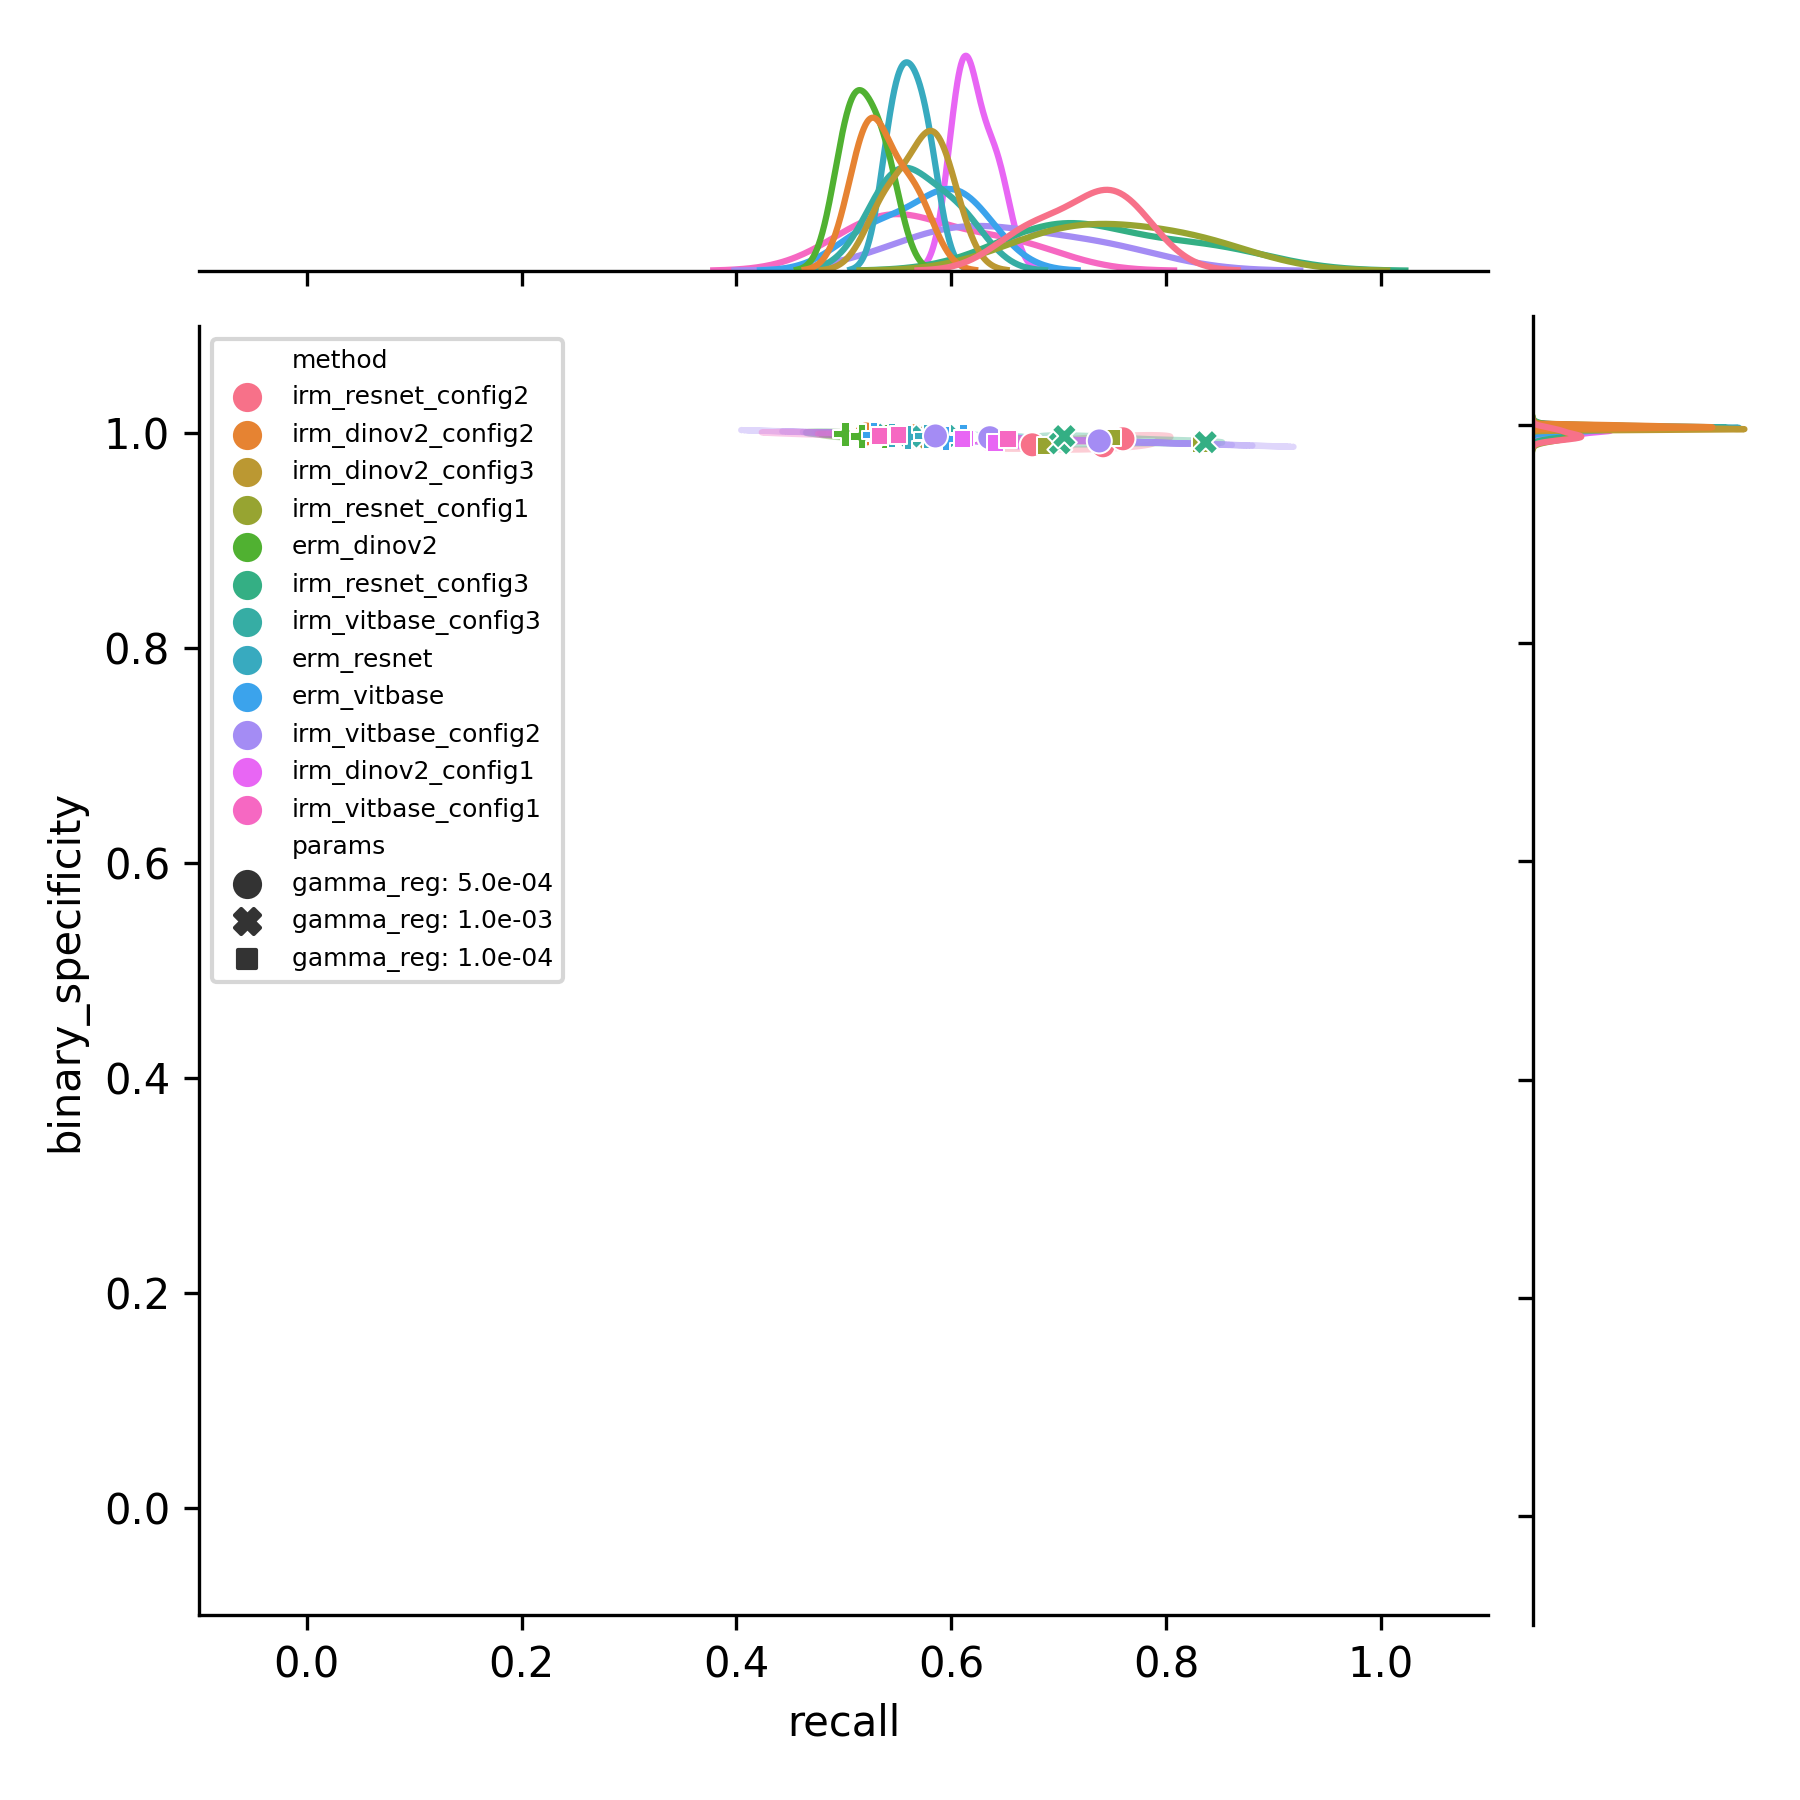 method
irm_resnet_config2
irm_dinov2_config2
irm_dinov2_config3
irm_resnet_config1
erm_dinov2
irm_resnet_config3
irm_vitbase_config3
erm_resnet
erm_vitbase
irm_vitbase_config2
irm_dinov2_config1
irm_vitbase_config1
params
gamma_reg: 5.0e-04
gamma_reg: 1.0e-03
gamma_reg: 1.0e-04
1.0
0.8
0.6
0.4
0.2
0.0
binary_specificity
0.0 0.2 0.4 0.6 0.8 1.0
recall